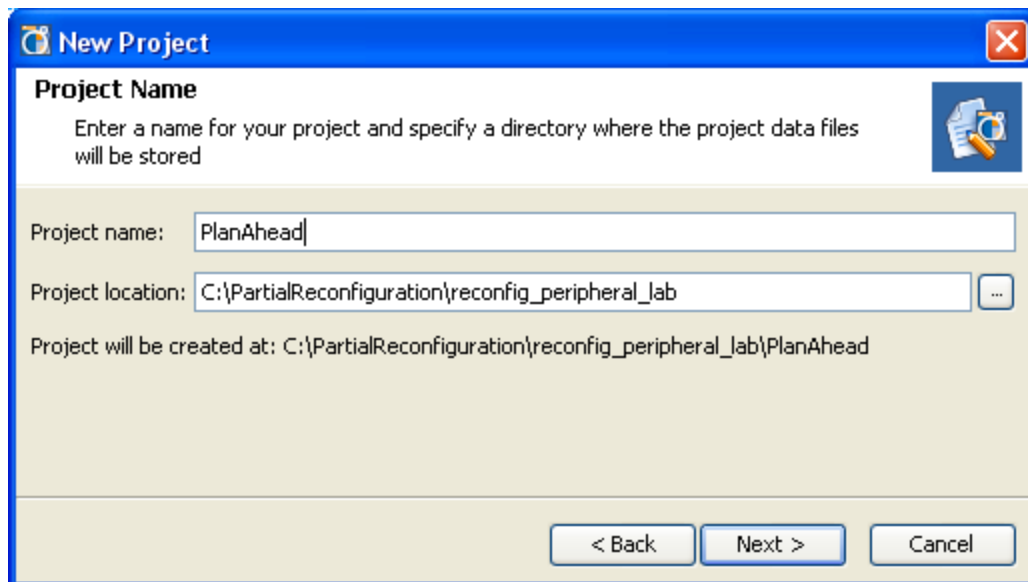 New Project
Project Name
Enter a name for your project and specify a directory where the project data files
will be stored
Project name: PlanAhead
Project location: C:\PartialReconfiguration\reconfig_peripheral_lab ...
Project will be created at: C:\PartialReconfiguration\reconfig_peripheral_lab\PlanAhead
< Back Next > Cancel